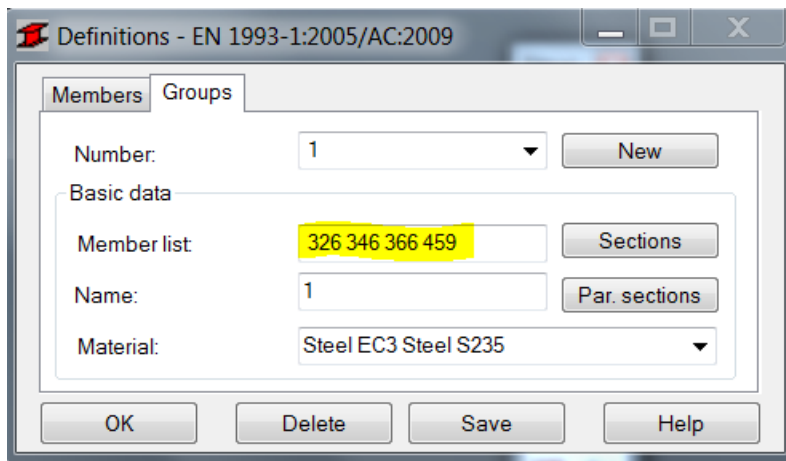 Definitions - EN 1993-1:2005/AC:2009
Members Groups
Number: 1 New
Basic data
Member list: 326 346 366 459 Sections
Name: 1 Par. sections
Material: Steel EC3 Steel S235
OK Delete Save Help